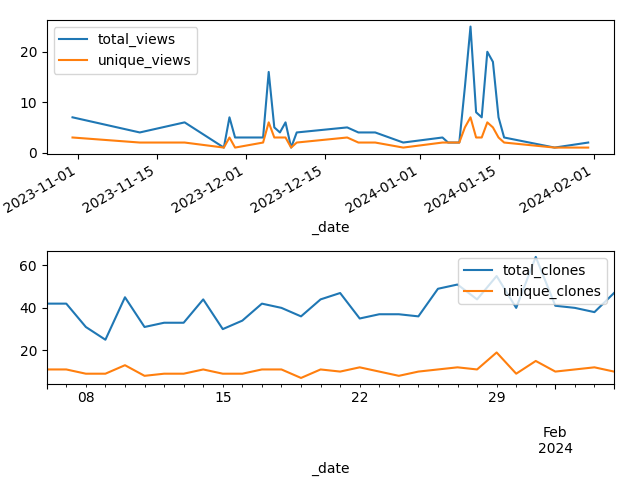 total_views
unique_views
20
10
0
2023-11-01 2023-11-15 2023-12-01 2023-12-15 2024-01-01 2024-01-15 2024-02-01
_date
total_clones
unique_clones
60
40
20
08 15 22 29
Feb
2024
_date